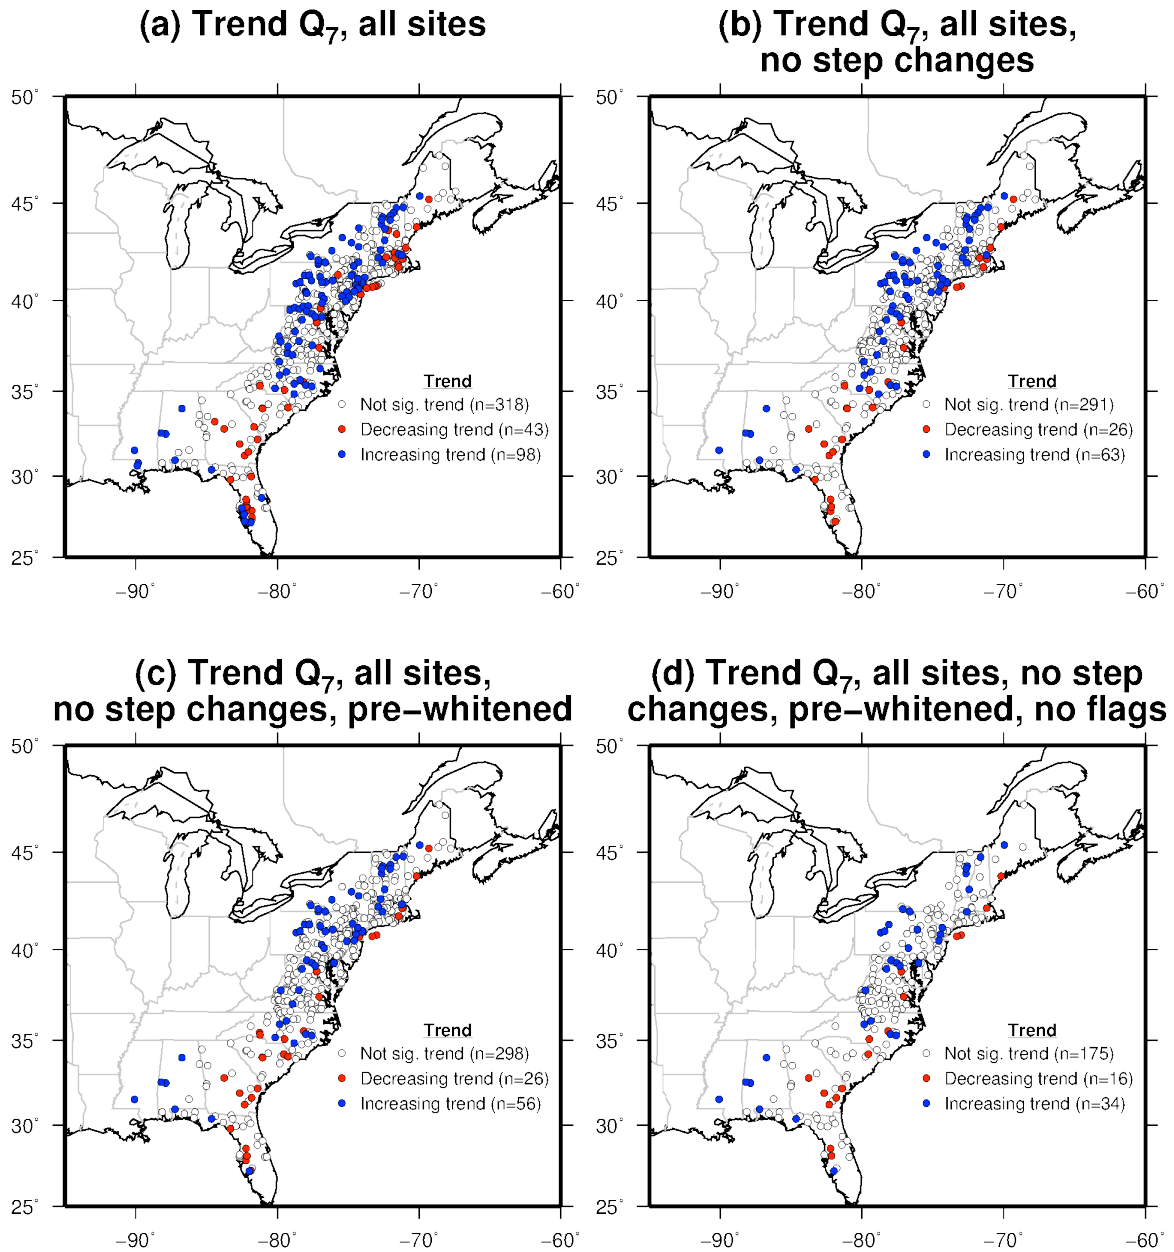 (a) Trend Q7, all sites
50°
45°
40°
35°
30°
25°
−90° −80° −70° −60°
Trend
Not sig. trend (n=318)
Decreasing trend (n=43)
Increasing trend (n=98)
(b) Trend Q7, all sites,
no step changes
50°
45°
40°
35°
30°
25°
−90° −80° −70° −60°
Trend
Not sig. trend (n=291)
Decreasing trend (n=26)
Increasing trend (n=63)
(c) Trend Q7, all sites,
no step changes, pre−whitened
50°
45°
40°
35°
30°
25°
−90° −80° −70° −60°
Trend
Not sig. trend (n=298)
Decreasing trend (n=26)
Increasing trend (n=56)
(d) Trend Q7, all sites, no step
changes, pre−whitened, no flags
50°
45°
40°
35°
30°
25°
−90° −80° −70° −60°
Trend
Not sig. trend (n=175)
Decreasing trend (n=16)
Increasing trend (n=34)